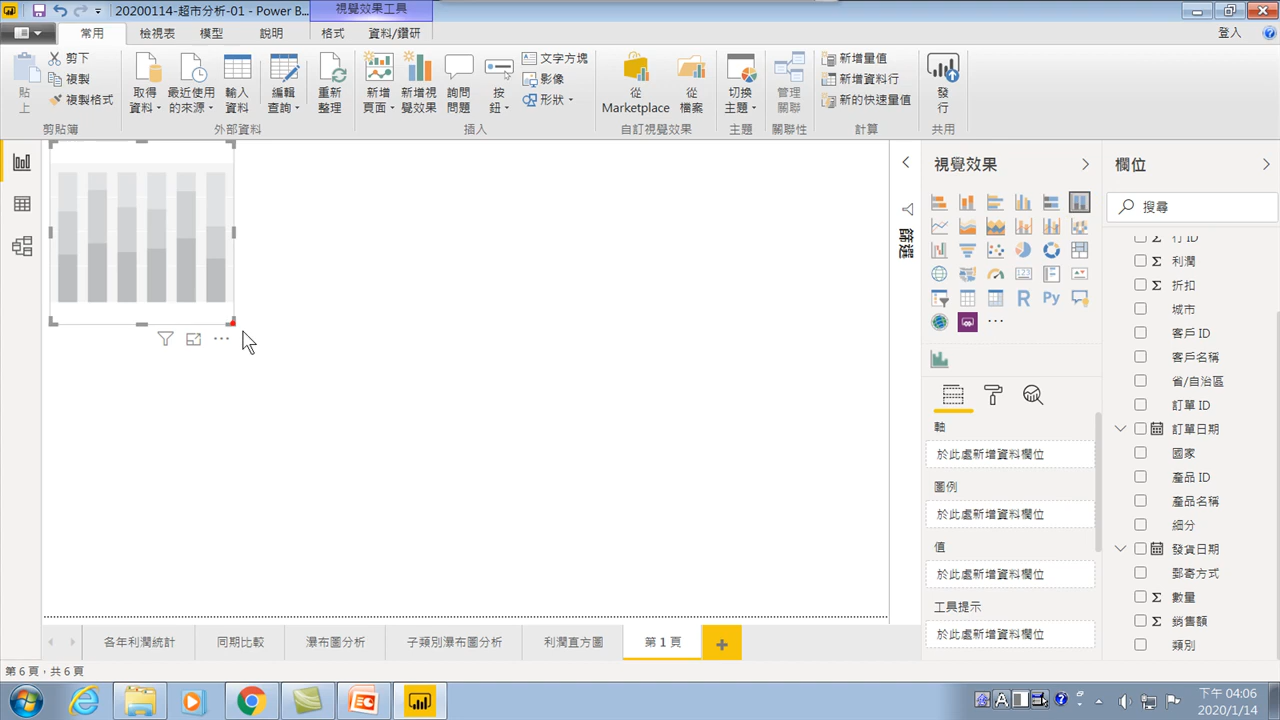 20200114-超市分析-01 - Power B...
視覺效果工具
常用
檢視表
模型
說明
格式
資料/鑽研
登入
貼上
剪下
複製
複製格式
剪貼簿
取得資料
最近使用的來源
輸入資料
編輯查詢
重新整理
外部資料
新增頁面
新增視覺效果
詢問問題
按鈕
文字方塊
影像
形狀
插入
從 Marketplace
從檔案
自訂視覺效果
切換主題
主題
管理關聯
關聯性
新增量值
新增資料行
新的快速量值
計算
發行
共用
篩選
視覺效果
R
Py
軸
於此處新增資料欄位
圖例
於此處新增資料欄位
值
於此處新增資料欄位
工具提示
於此處新增資料欄位
欄位
搜尋
行 ID
利潤
折扣
城市
客戶 ID
客戶名稱
省/自治區
訂單 ID
訂單日期
國家
產品 ID
產品名稱
細分
發貨日期
郵寄方式
數量
銷售額
類別
各年利潤統計
同期比較
瀑布圖分析
子類別瀑布圖分析
利潤直方圖
第 1 頁
第 6 頁，共 6 頁
下午 04:06
2020/1/14